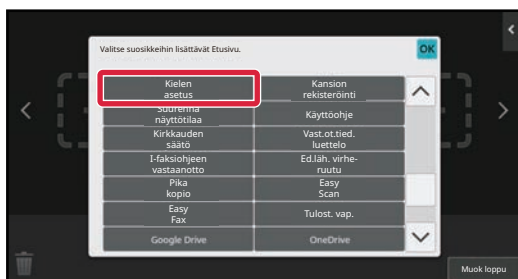 Valitse suosikkeihin lisättävät Etusivu.
OK
Kielen
asetus
Kansion
rekisteröinti
Suurenna
näyttötilaa
Käyttöohje
Kirkkauden
säätö
Vast.ot.tied.
luettelo
I-faksiohjeen
vastaanotto
Ed.läh. virhe-
ruutu
Pika
kopio
Easy
Scan
Easy
Fax
Tulost. vap.
Google Drive
OneDrive
Muok loppu